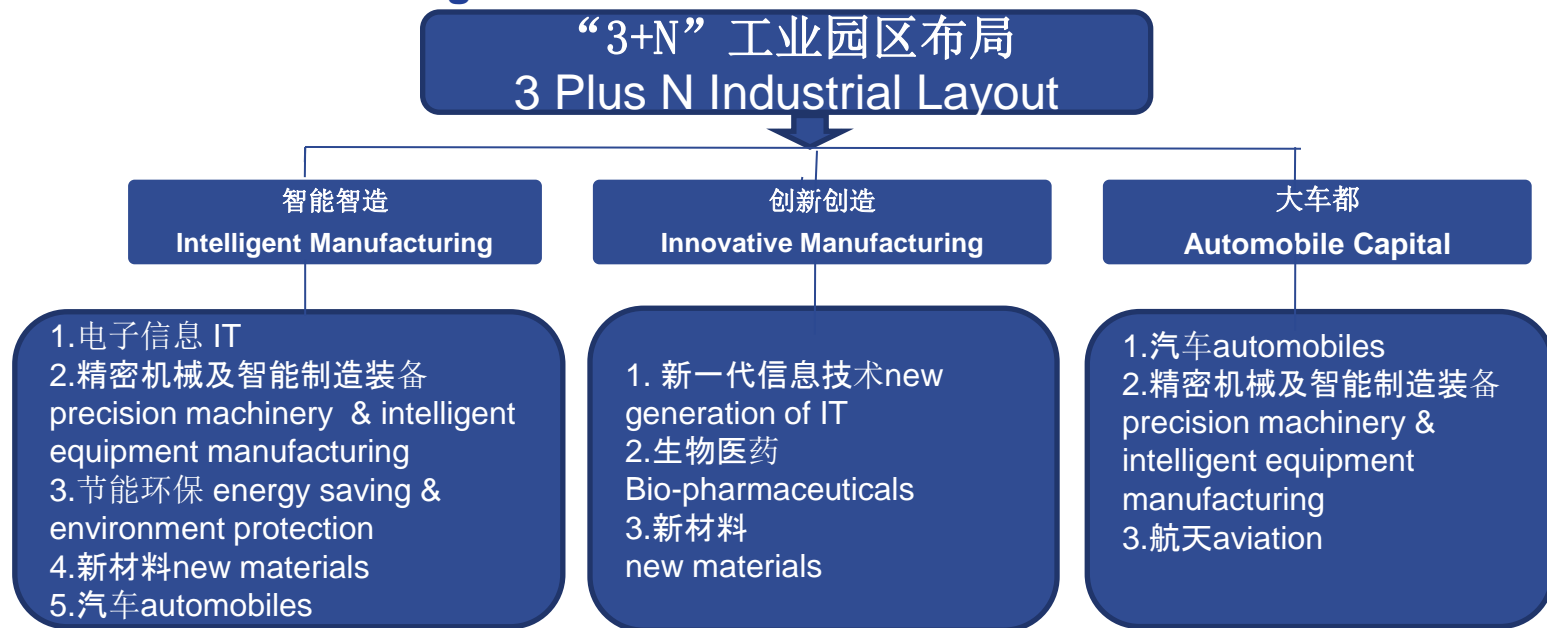 “3+N”工业园区布局
3 Plus N Industrial Layout
智能智造
Intelligent Manufacturing
创新创造
Innovative Manufacturing
大车都
Automobile Capital
1.电子信息 IT
2.精密机械及智能制造装备
precision machinery & intelligent
equipment manufacturing
3.节能环保 energy saving &
environment protection
4.新材料new materials
5.汽车automobiles
1. 新一代信息技术new
generation of IT
2.生物医药
Bio-pharmaceuticals
3.新材料
new materials
1.汽车automobiles
2.精密机械及智能制造装备
precision machinery &
intelligent equipment
manufacturing
3.航天aviation